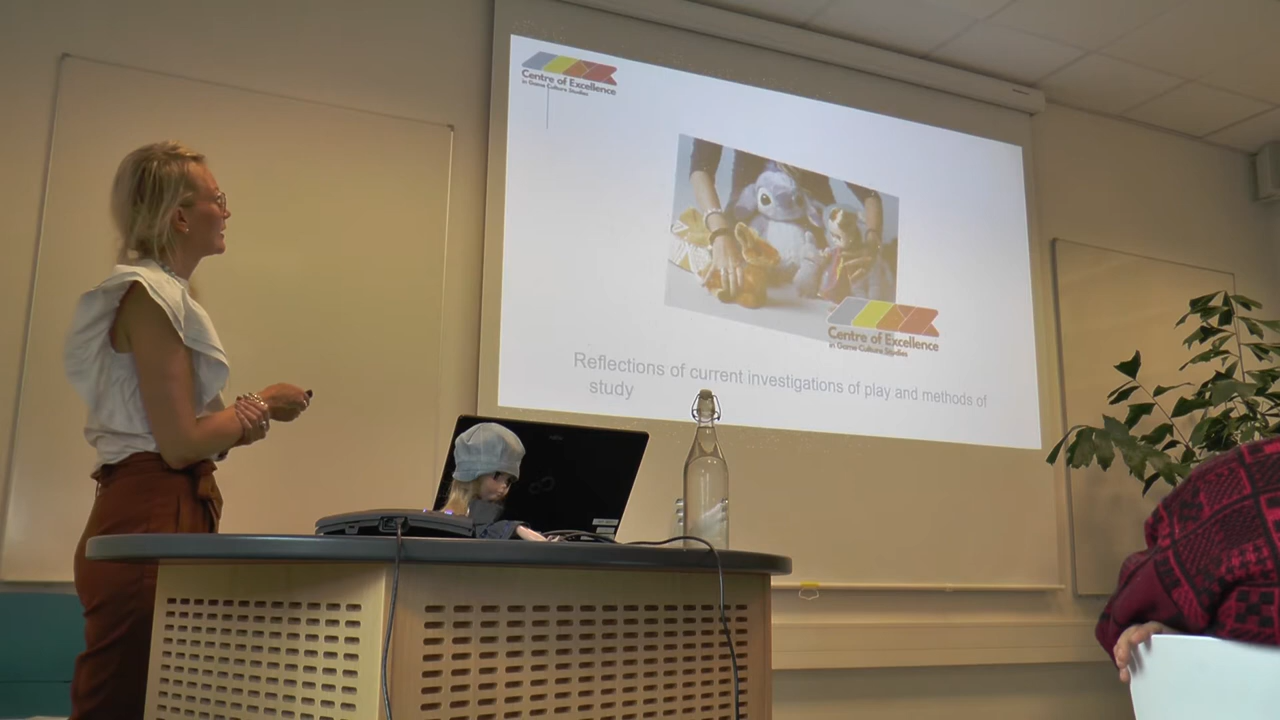 Centre of Excellence
in Game Culture Studies
Centre of Excellence
in Game Culture Studies
Reflections of current investigations of play and methods of
study